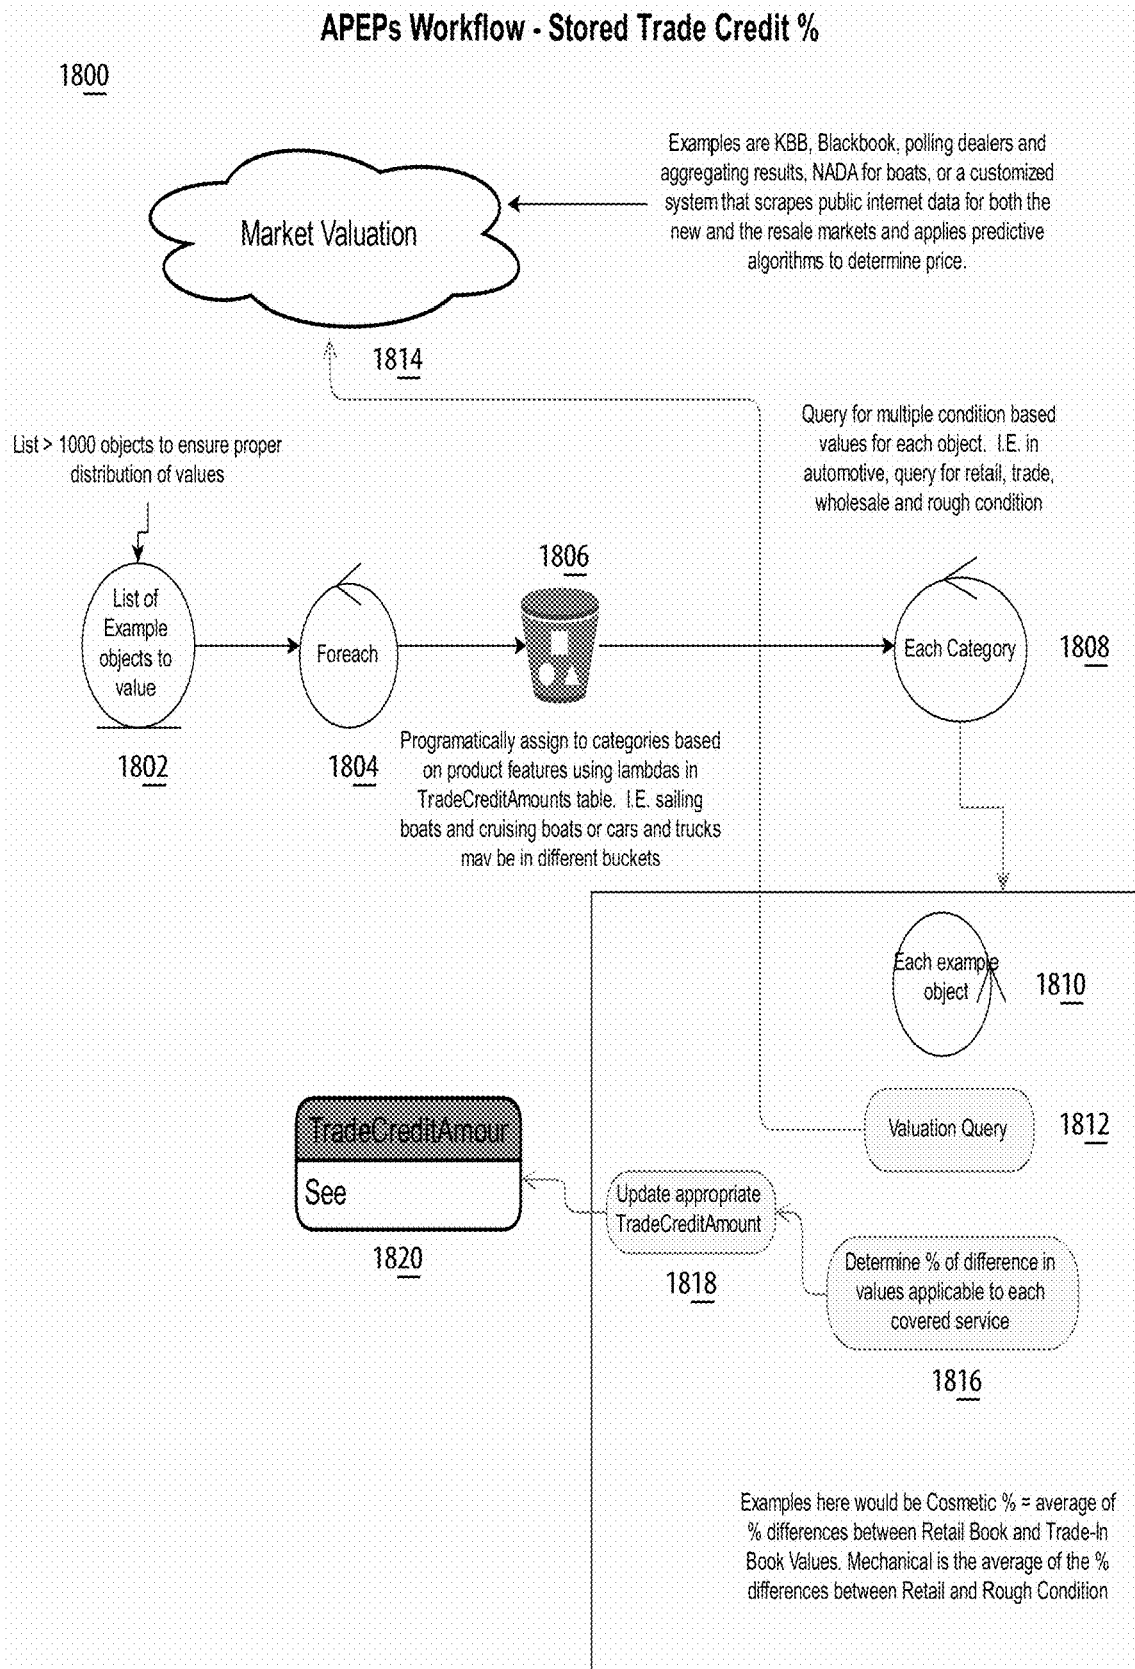 APEPs Workflow - Stored Trade Credit %
1800
Examples are KBB, Blackbook, polling dealers and
aggregating results, NADA for boats, or a customized
system that scrapes public internet data for both the
new and the resale markets and applies predictive
algorithms to determine price.
Market Valuation
1814
Query for multiple condition based
values for each object. I.E. in
automotive, query for retail, trade,
wholesale and rough condition
List > 1000 objects to ensure proper
distribution of values
1806
List of
Example
objects to
value
Foreach
Each Category
1808
1802
1804
Programatically assign to categories based
on product features using lambdas in
TradeCreditAmounts table. I.E. sailing
boats and cruising boats or cars and trucks
may be in different buckets
Each example
object
1810
TradeCreditAmour
See
1820
Valuation Query
1812
Update appropriate
TradeCreditAmount
1818
Determine % of difference in
values applicable to each
covered service
1816
Examples here would be Cosmetic % = average of
% differences between Retail Book and Trade-In
Book Values. Mechanical is the average of the %
differences between Retail and Rough Condition